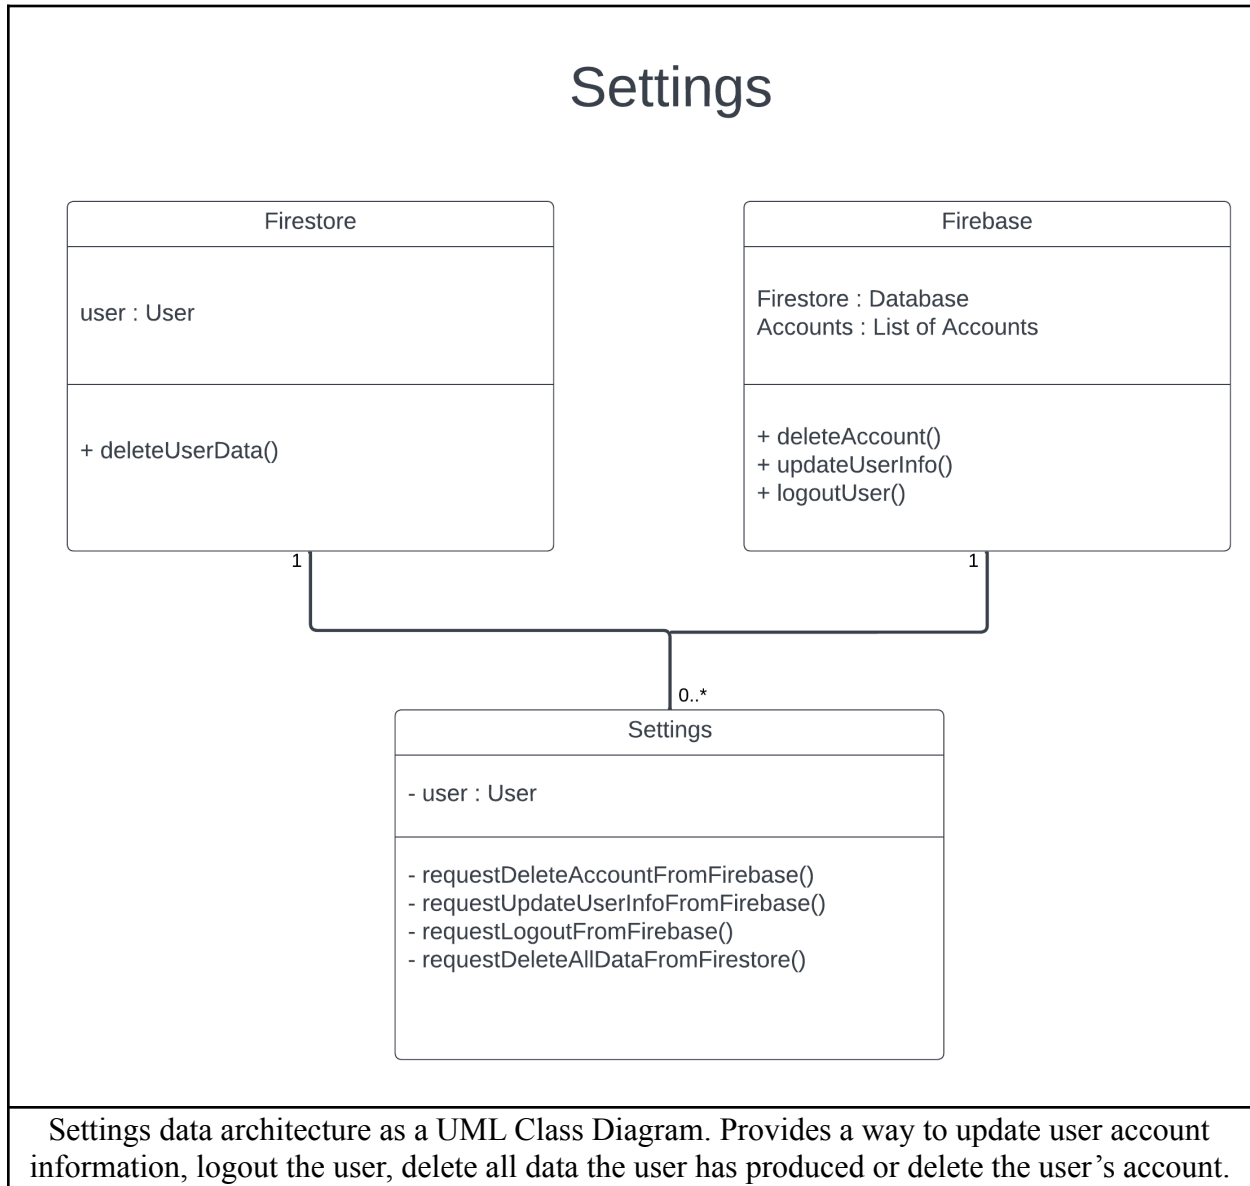 Settings
Firestore
user : User
+ deleteUserData()
1
Firebase
Firestore : Database
Accounts : List of Accounts
+ deleteAccount()
+ updateUserInfo()
+ logoutUser()
1
0..*
Settings
- user : User
- requestDeleteAccountFromFirebase()
- requestUpdateUserInfoFromFirebase()
- requestLogoutFromFirebase()
- requestDeleteAllDataFromFirestore()
Settings data architecture as a UML Class Diagram. Provides a way to update user account
information, logout the user, delete all data the user has produced or delete the user’s account.